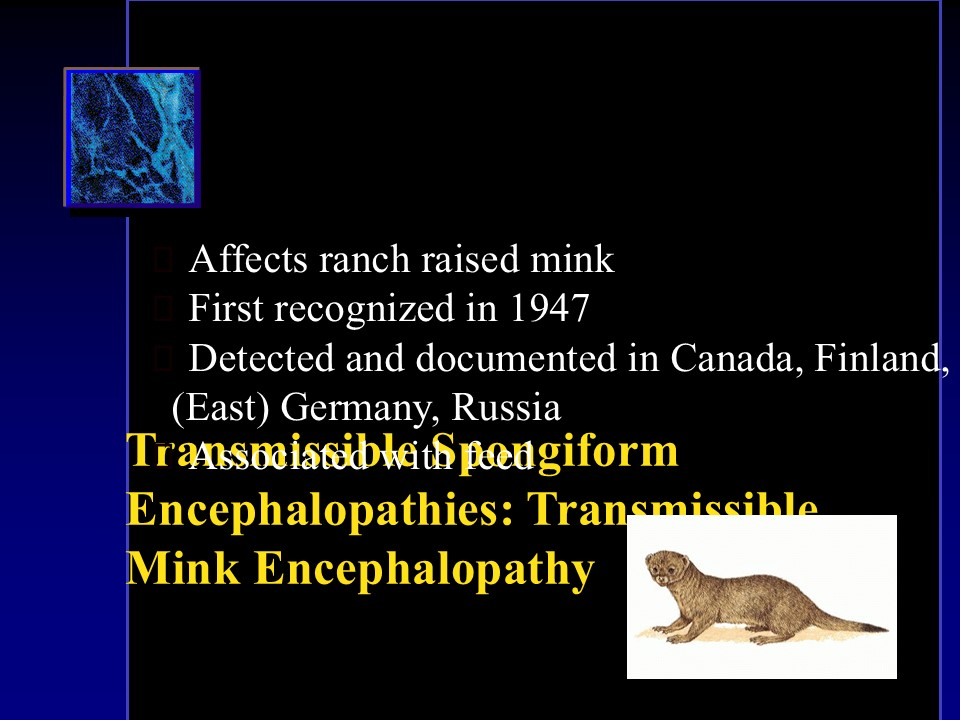 Affects ranch raised mink
First recognized in 1947
Detected and documented in Canada, Finland,
(East) Germany, Russia
Associated with feed
Transmissible Spongiform
Encephalopathies: Transmissible
Mink Encephalopathy